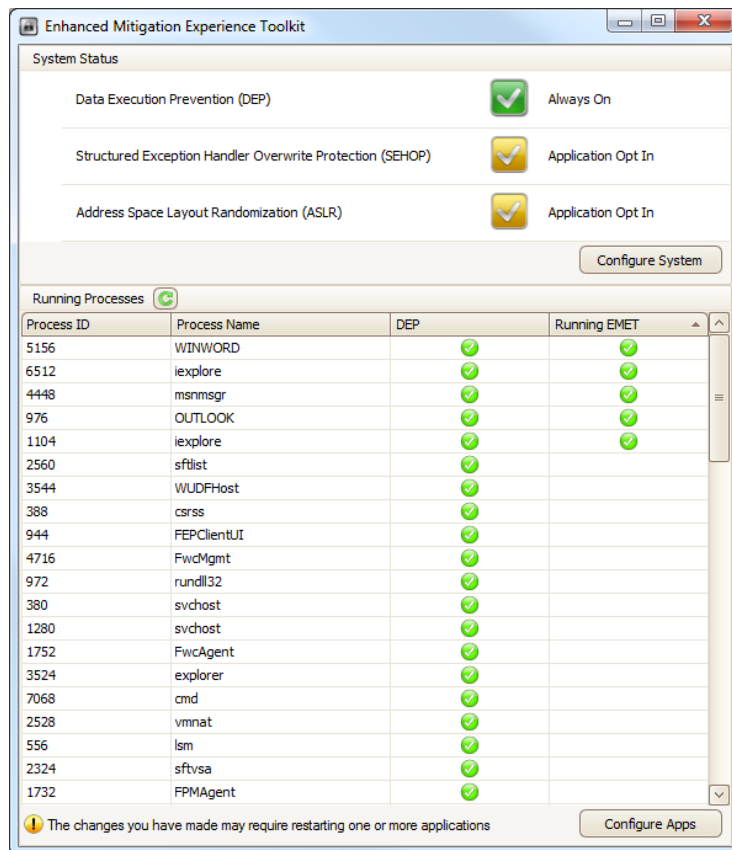 Enhanced Mitigation Experience Toolkit
System Status
Data Execution Prevention (DEP) Always On
Structured Exception Handler Overwrite Protection (SEHOP) Application Opt In
Address Space Layout Randomization (ASLR) Application Opt In
Configure System
Running Processes
Process ID Process Name DEP Running EMET
5156 WINWORD
6512 iexplore
4448 msnmsgr
976 OUTLOOK
1104 iexplore
2560 sftlist
3544 WUDFHost
388 csrss
944 FEPClientUI
4716 FwcMgmt
972 rundll32
380 svchost
1280 svchost
1752 FwcAgent
3524 explorer
7068 cmd
2528 vmnat
556 lsm
2324 sftvsa
1732 FPMAgent
The changes you have made may require restarting one or more applications Configure Apps